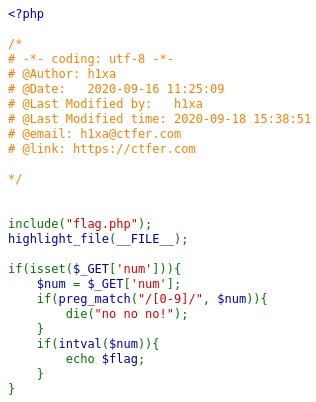 <?php
/*
# -*- coding: utf-8 -*-
# @Author: h1xa
# @Date:   2020-09-16 11:25:09
# @Last Modified by:   h1xa
# @Last Modified time: 2020-09-18 15:38:51
# @email: h1xa@ctfer.com
# @link: https://ctfer.com
*/
include("flag.php");
highlight_file(__FILE__);
if(isset($_GET['num'])){
    $num = $_GET['num'];
    if(preg_match("/[0-9]/", $num)){
        die("no no no!");
    }
    if(intval($num)){
        echo $flag;
    }
}